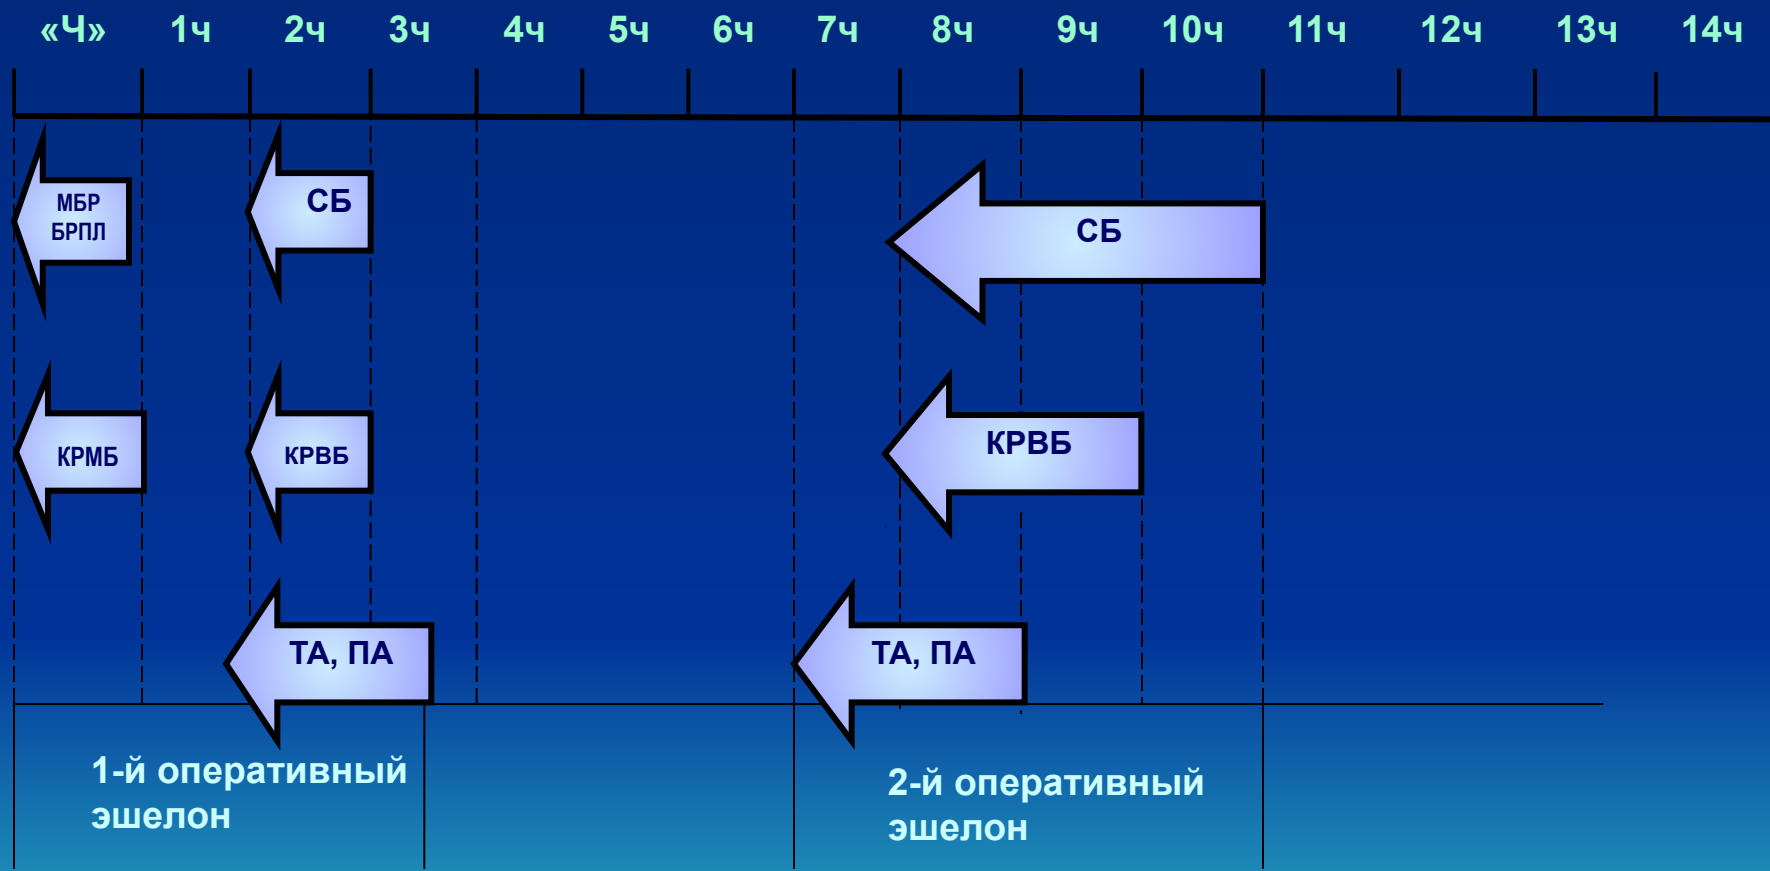 «Ч» 1ч 2ч 3ч 4ч 5ч 6ч 7ч 8ч 9ч 10ч 11ч 12ч 13ч 14ч
МБР
БРПЛ
СБ
СБ
КРМБ
КРВБ
КРВБ
ТА, ПА
ТА, ПА
1-й оперативный
эшелон
2-й оперативный
эшелон